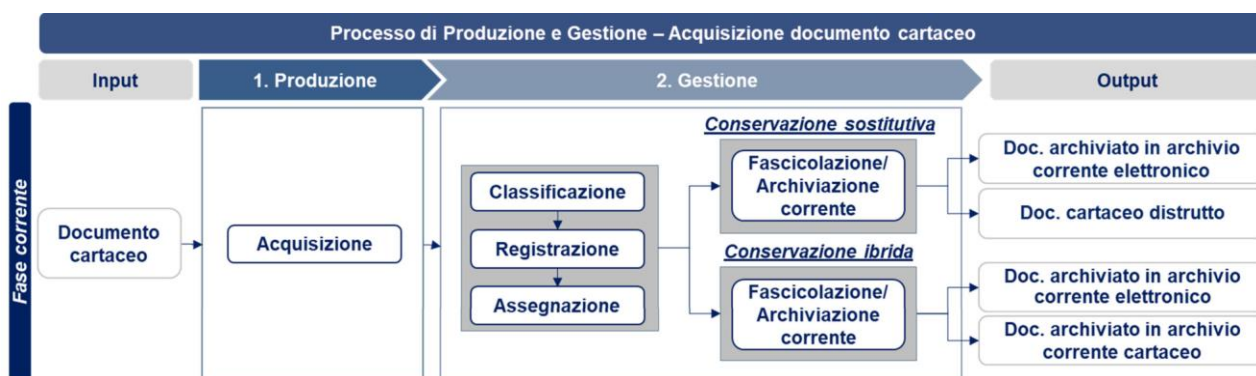 Processo di Produzione e Gestione – Acquisizione documento cartaceo
Input
1. Produzione
2. Gestione
Output
Fase corrente
Documento
cartaceo
Acquisizione
Classificazione
Registrazione
Assegnazione
Conservazione sostitutiva
Fascicolazione/
Archiviazione
corrente
Conservazione ibrida
Fascicolazione/
Archiviazione
corrente
Doc. archiviato in archivio
corrente elettronico
Doc. cartaceo distrutto
Doc. archiviato in archivio
corrente elettronico
Doc. archiviato in archivio
corrente cartaceo